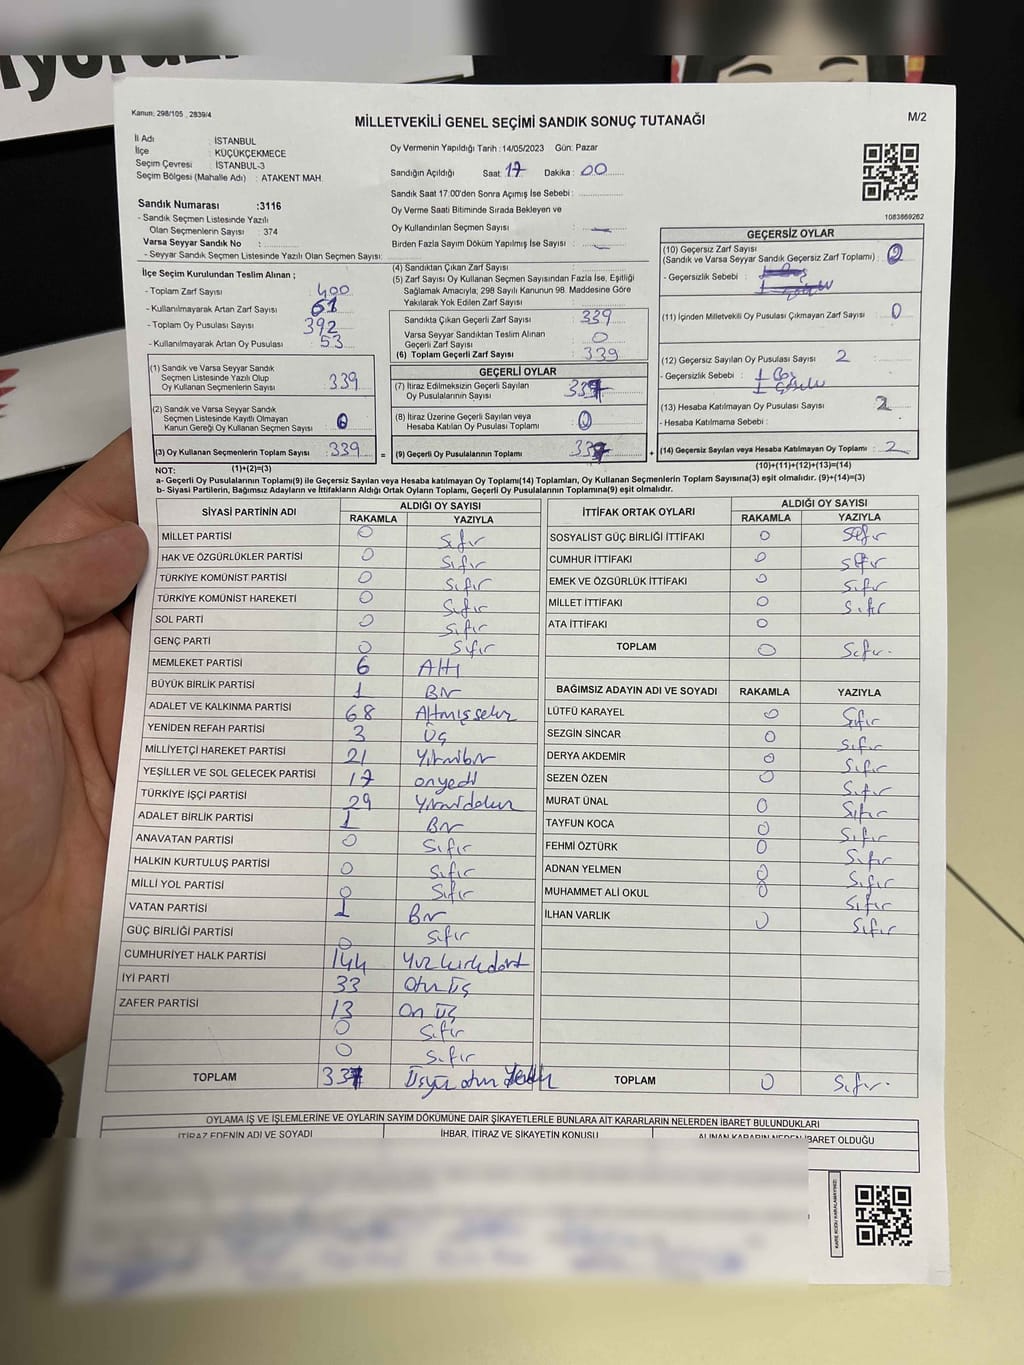 Kanun: 298/105 , 2839/4
MİLLETVEKİLİ GENEL SEÇİMİ SANDIK SONUÇ TUTANAĞI
M/2
İl Adı : İSTANBUL
İlçe : KÜÇÜKÇEKMECE
Seçim Çevresi : İSTANBUL-3
Seçim Bölgesi (Mahalle Adı) : ATAKENT MAH.
Oy Vermenin Yapıldığı Tarih : 14/05/2023 Gün: Pazar
Sandığın Açıldığı Saat : 17 Dakika : 00
Sandık Saat 17.00'den Sonra Açımış İse Sebebi :
Oy Verme Saati Bitiminde Sırada Bekleyen ve
Oy Kullandırılan Seçmen Sayısı : —
Birden Fazla Sayım Döküm Yapılmış İse Sayısı : —
1083869262
Sandık Numarası :3116
- Sandık Seçmen Listesinde Yazılı
Olan Seçmenlerin Sayısı : 374
Varsa Seyyar Sandık No :
- Seyyar Sandık Seçmen Listesinde Yazılı Olan Seçmen Sayısı:
İlçe Seçim Kurulundan Teslim Alınan ;
- Toplam Zarf Sayısı : 400
- Kullanılmayarak Artan Zarf Sayısı : 61
- Toplam Oy Pusulası Sayısı : 392
- Kullanılmayarak Artan Oy Pusulası : 53
(1) Sandık ve Varsa Seyyar Sandık
Seçmen Listesinde Yazılı Olup
Oy Kullanan Seçmenlerin Sayısı : 339
(2) Sandık ve Varsa Seyyar Sandık
Seçmen Listesinde Kayıtlı Olmayan
Kanun Gereği Oy Kullanan Seçmen Sayısı : 0
(3) Oy Kullanan Seçmenlerin Toplam Sayısı : 339 =
(4) Sandıktan Çıkan Zarf Sayısı :
(5) Zarf Sayısı Oy Kullanan Seçmen Sayısından Fazla İse, Eşitliği
Sağlamak Amacıyla; 298 Sayılı Kanunun 98. Maddesine Göre
Yakılarak Yok Edilen Zarf Sayısı :
Sandıkta Çıkan Geçerli Zarf Sayısı : 339
Varsa Seyyar Sandıktan Teslim Alınan
Geçerli Zarf Sayısı : 0
(6) Toplam Geçerli Zarf Sayısı : 339
GEÇERLİ OYLAR
(7) İtiraz Edilmeksizin Geçerli Sayılan
Oy Pusulalarının Sayısı : 337
(8) İtiraz Üzerine Geçerli Sayılan veya
Hesaba Katılan Oy Pusulası Toplamı : 0
(9) Geçerli Oy Pusulalarının Toplamı : 337 +
GEÇERSİZ OYLAR
(10) Geçersiz Zarf Sayısı
(Sandık ve Varsa Seyyar Sandık Geçersiz Zarf Toplamı) :
- Geçersizlik Sebebi :
(11) İçinden Milletvekili Oy Pusulası Çıkmayan Zarf Sayısı : 0
(12) Geçersiz Sayılan Oy Pusulası Sayısı : 2
- Geçersizlik Sebebi : 1 Boş
1
(13) Hesaba Katılmayan Oy Pusulası Sayısı : 2
- Hesaba Katılmama Sebebi :
(14) Geçersiz Sayılan veya Hesaba Katılmayan Oy Toplamı : 2
NOT: (1)+(2)=(3)
(10)+(11)+(12)+(13)=(14)
a- Geçerli Oy Pusulalarının Toplamı(9) ile Geçersiz Sayılan veya Hesaba katılmayan Oy Toplamı(14) Toplamları, Oy Kullanan Seçmenlerin Toplam Sayısına(3) eşit olmalıdır. (9)+(14)=(3)
b- Siyasi Partilerin, Bağımsız Adayların ve İttifakların Aldığı Ortak Oyların Toplamı, Geçerli Oy Pusulalarının Toplamına(9) eşit olmalıdır.
SİYASİ PARTİNİN ADI ALDIĞI OY SAYISI
RAKAMLA YAZIYLA
MİLLET PARTİSİ 0 Sıfır
HAK VE ÖZGÜRLÜKLER PARTİSİ 0 Sıfır
TÜRKİYE KOMÜNİST PARTİSİ 0 Sıfır
TÜRKİYE KOMÜNİST HAREKETİ 0 Sıfır
SOL PARTİ 0 Sıfır
GENÇ PARTİ 0 Sıfır
MEMLEKET PARTİSİ 6 Altı
BÜYÜK BİRLİK PARTİSİ 1 Bir
ADALET VE KALKINMA PARTİSİ 68 Altmışsekiz
YENİDEN REFAH PARTİSİ 3 Üç
MİLLİYETÇİ HAREKET PARTİSİ 21 Yirmibir
YEŞİLLER VE SOL GELECEK PARTİSİ 17 onyedi
TÜRKİYE İŞÇİ PARTİSİ 29 Yirmidokuz
ADALET BİRLİK PARTİSİ 1 Bir
ANAVATAN PARTİSİ 0 Sıfır
HALKIN KURTULUŞ PARTİSİ 0 Sıfır
MİLLİ YOL PARTİSİ 0 Sıfır
VATAN PARTİSİ 1 Bir
GÜÇ BİRLİĞİ PARTİSİ 0 Sıfır
CUMHURİYET HALK PARTİSİ 144 Yüzkırkdört
İYİ PARTİ 33 Otuz Üç
ZAFER PARTİSİ 13 On Üç
0 Sıfır
0 Sıfır
TOPLAM 337 Üçyüz otuz Yedi
İTTİFAK ORTAK OYLARI ALDIĞI OY SAYISI
RAKAMLA YAZIYLA
SOSYALİST GÜÇ BİRLİĞİ İTTİFAKI 0 Sıfır
CUMHUR İTTİFAKI 0 Sıfır
EMEK VE ÖZGÜRLÜK İTTİFAKI 0 Sıfır
MİLLET İTTİFAKI 0 Sıfır
ATA İTTİFAKI 0
TOPLAM 0 Sıfır.
BAĞIMSIZ ADAYIN ADI VE SOYADI RAKAMLA YAZIYLA
LÜTFÜ KARAYEL 0 Sıfır
SEZGİN SİNCAR 0 Sıfır
DERYA AKDEMİR 0 Sıfır
SEZEN ÖZEN 0 Sıfır
MURAT ÜNAL 0 Sıfır
TAYFUN KOCA 0 Sıfır
FEHMİ ÖZTÜRK 0 Sıfır
ADNAN YELMEN 0 Sıfır
MUHAMMET ALİ OKUL 0 Sıfır
İLHAN VARLIK 0 Sıfır
TOPLAM 0 Sıfır.
OYLAMA İŞ VE İŞLEMLERİNE VE OYLARIN SAYIM DÖKÜMÜNE DAİR ŞİKAYETLERLE BUNLARA AİT KARARLARIN NELERDEN İBARET BULUNDUKLARI
İTİRAZ EDENİN ADI VE SOYADI İHBAR, İTİRAZ VE ŞİKAYETİN KONUSU ALINAN KARARIN NEDEN İBARET OLDUĞU
KARE KODU KARALAMAYINIZ!